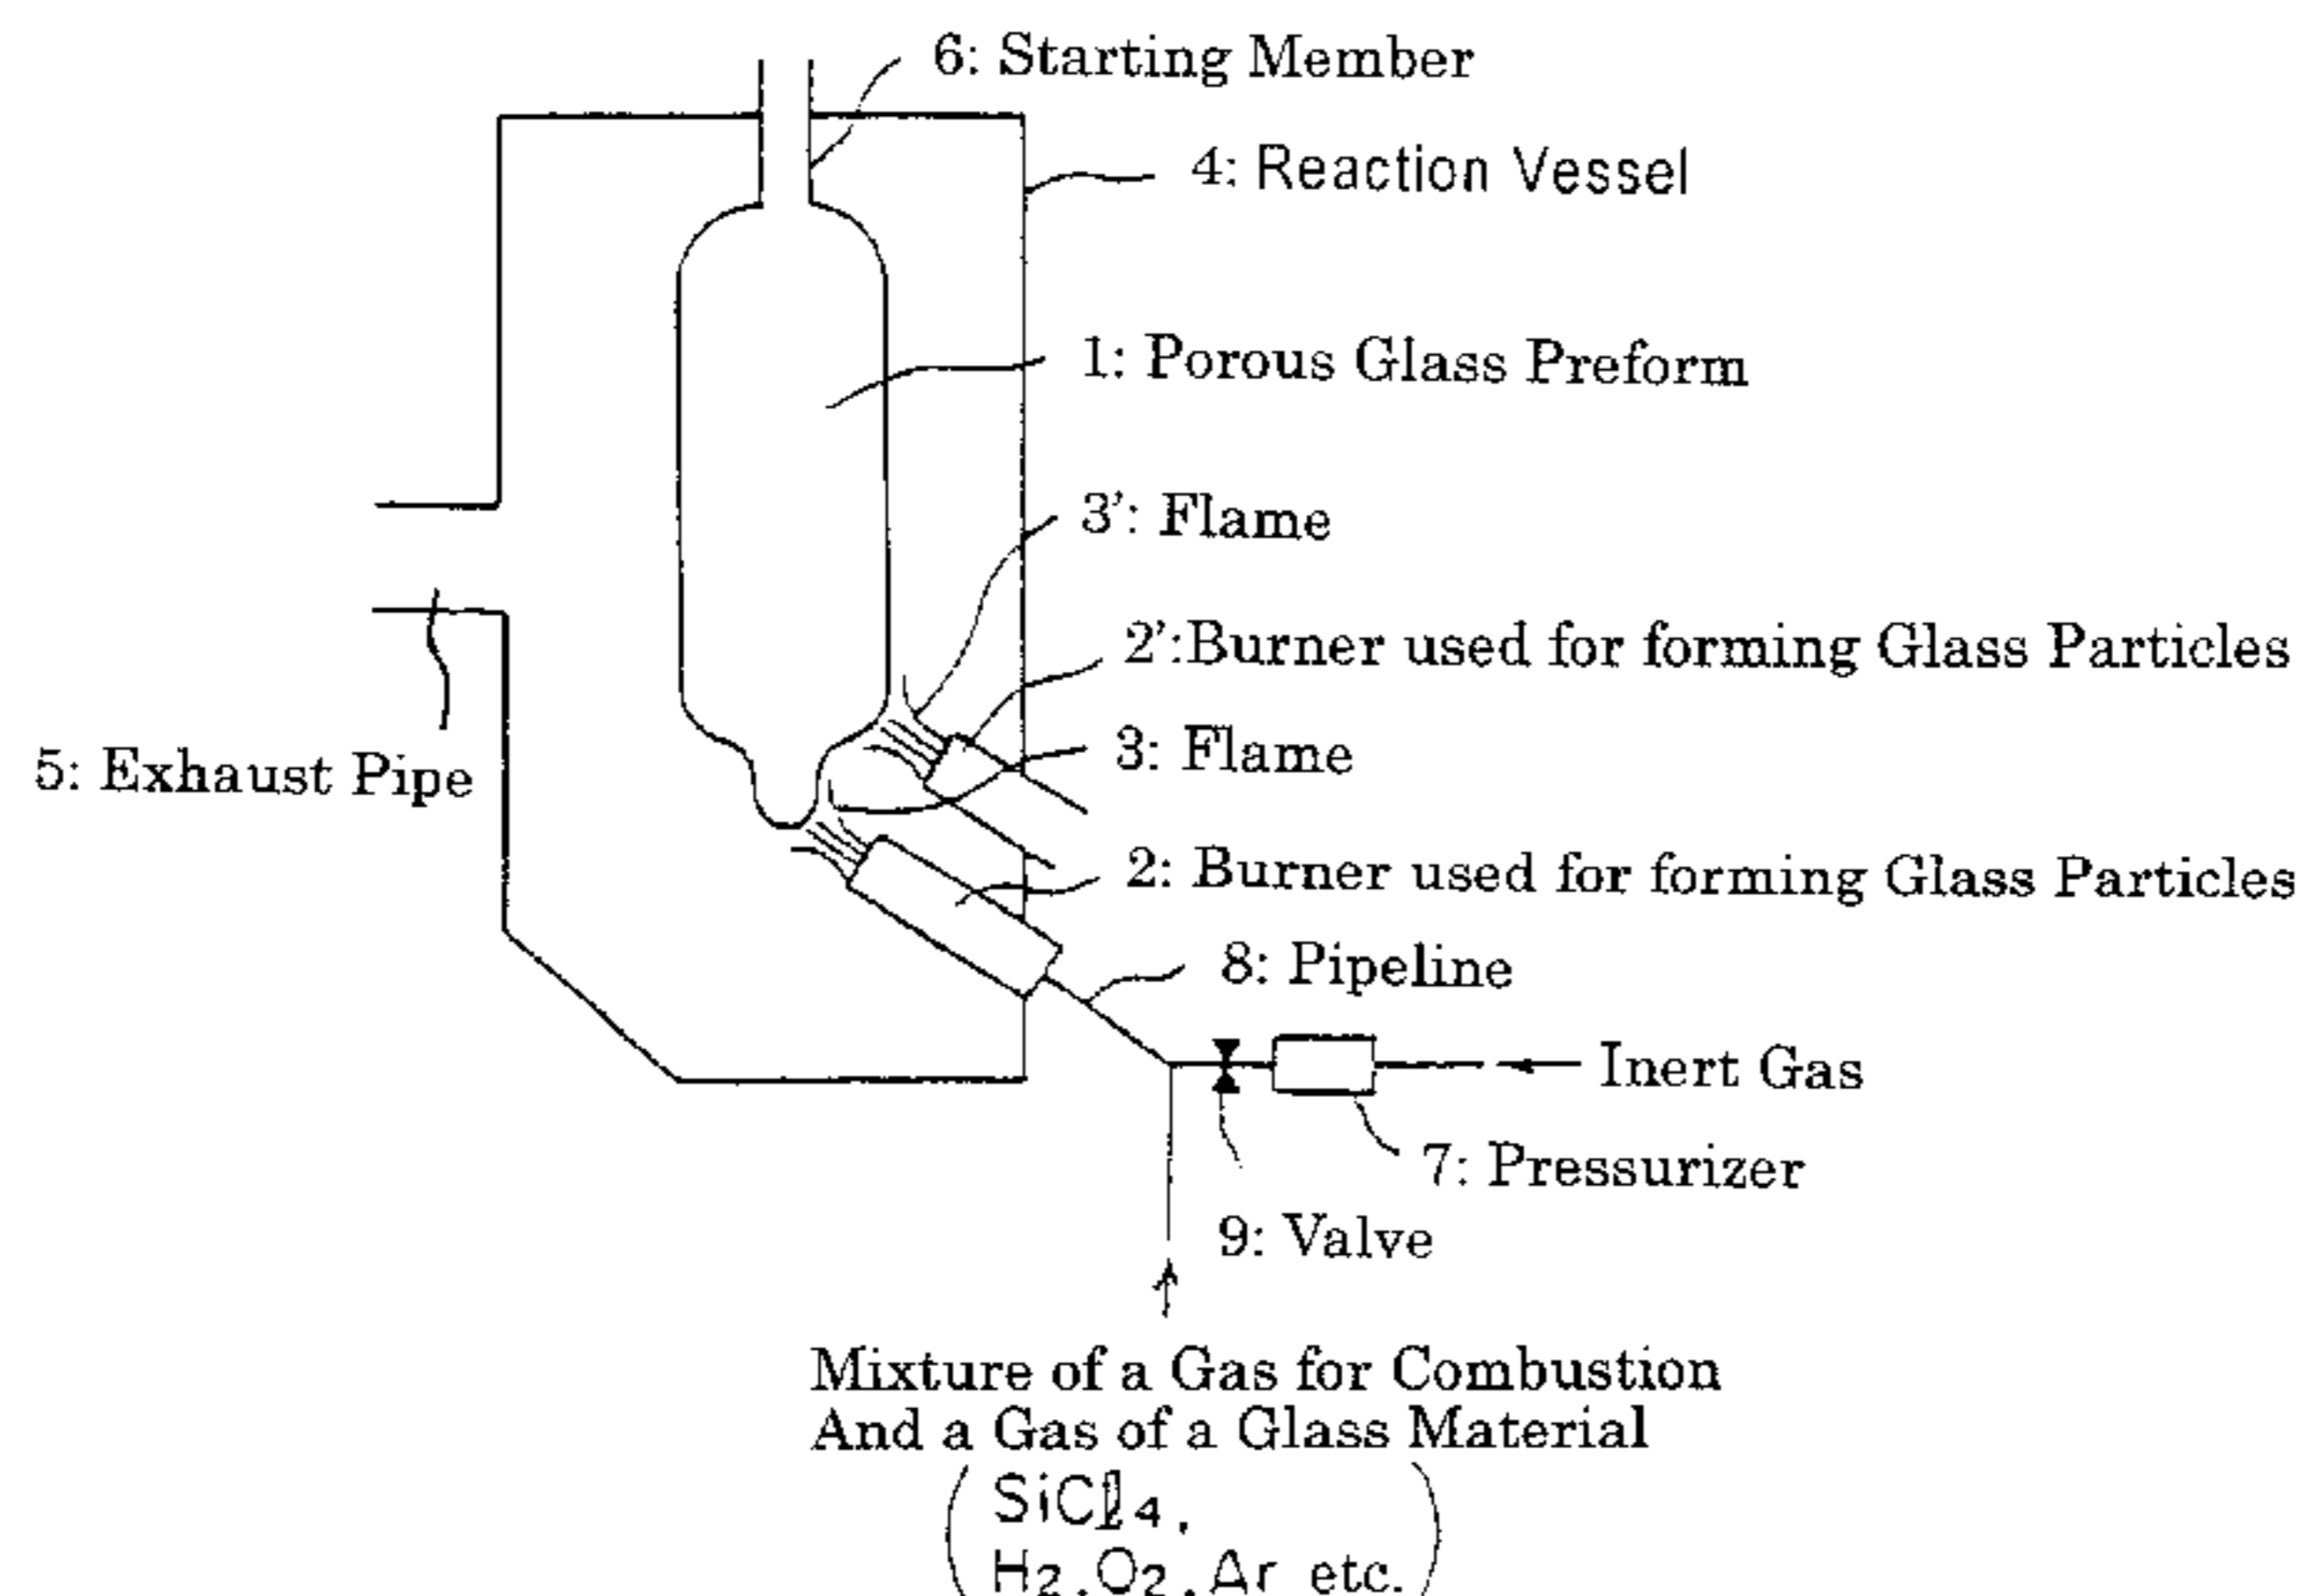 6: Starting Member
4: Reaction Vessel
1: Porous Glass Preform
3': Flame
2':Burner used for forming Glass Particles
3: Flame
5: Exhaust Pipe
2: Burner used for forming Glass Particles
8: Pipeline
Inert Gas
7: Pressurizer
9: Valve
Mixture of a Gas for Combustion
And a Gas of a Glass Material
(SiCl4,
H2,O2,Ar etc.)